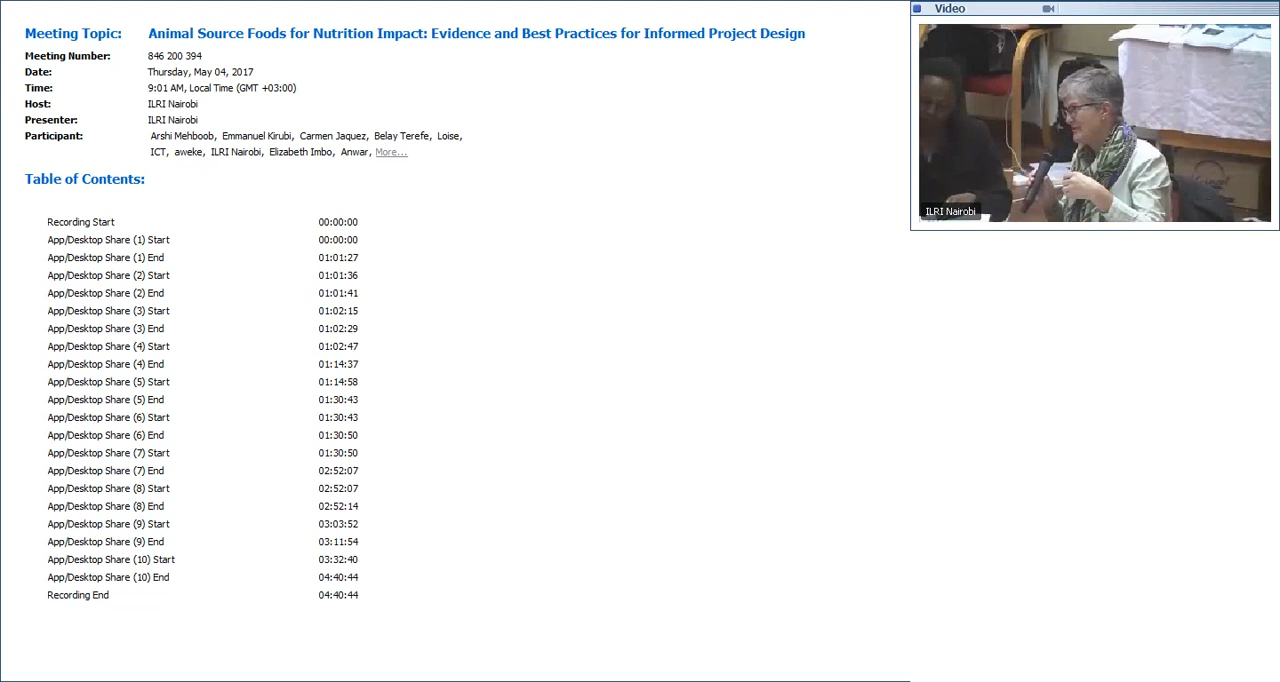 Meeting Topic: Animal Source Foods for Nutrition Impact: Evidence and Best Practices for Informed Project Design
Meeting Number: 846 200 394
Date: Thursday, May 04, 2017
Time: 9:01 AM, Local Time (GMT +03:00)
Host: ILRI Nairobi
Presenter: ILRI Nairobi
Participant: Arshi Mehboob, Emmanuel Kirubi, Carmen Jaquez, Belay Terefe, Loise,
ICT, aweke, ILRI Nairobi, Elizabeth Imbo, Anwar, More...
Table of Contents:
Recording Start 00:00:00
App/Desktop Share (1) Start 00:00:00
App/Desktop Share (1) End 01:01:27
App/Desktop Share (2) Start 01:01:36
App/Desktop Share (2) End 01:01:41
App/Desktop Share (3) Start 01:02:15
App/Desktop Share (3) End 01:02:29
App/Desktop Share (4) Start 01:02:47
App/Desktop Share (4) End 01:14:37
App/Desktop Share (5) Start 01:14:58
App/Desktop Share (5) End 01:30:43
App/Desktop Share (6) Start 01:30:43
App/Desktop Share (6) End 01:30:50
App/Desktop Share (7) Start 01:30:50
App/Desktop Share (7) End 02:52:07
App/Desktop Share (8) Start 02:52:07
App/Desktop Share (8) End 02:52:14
App/Desktop Share (9) Start 03:03:52
App/Desktop Share (9) End 03:11:54
App/Desktop Share (10) Start 03:32:40
App/Desktop Share (10) End 04:40:44
Recording End 04:40:44
Video
ILRI Nairobi